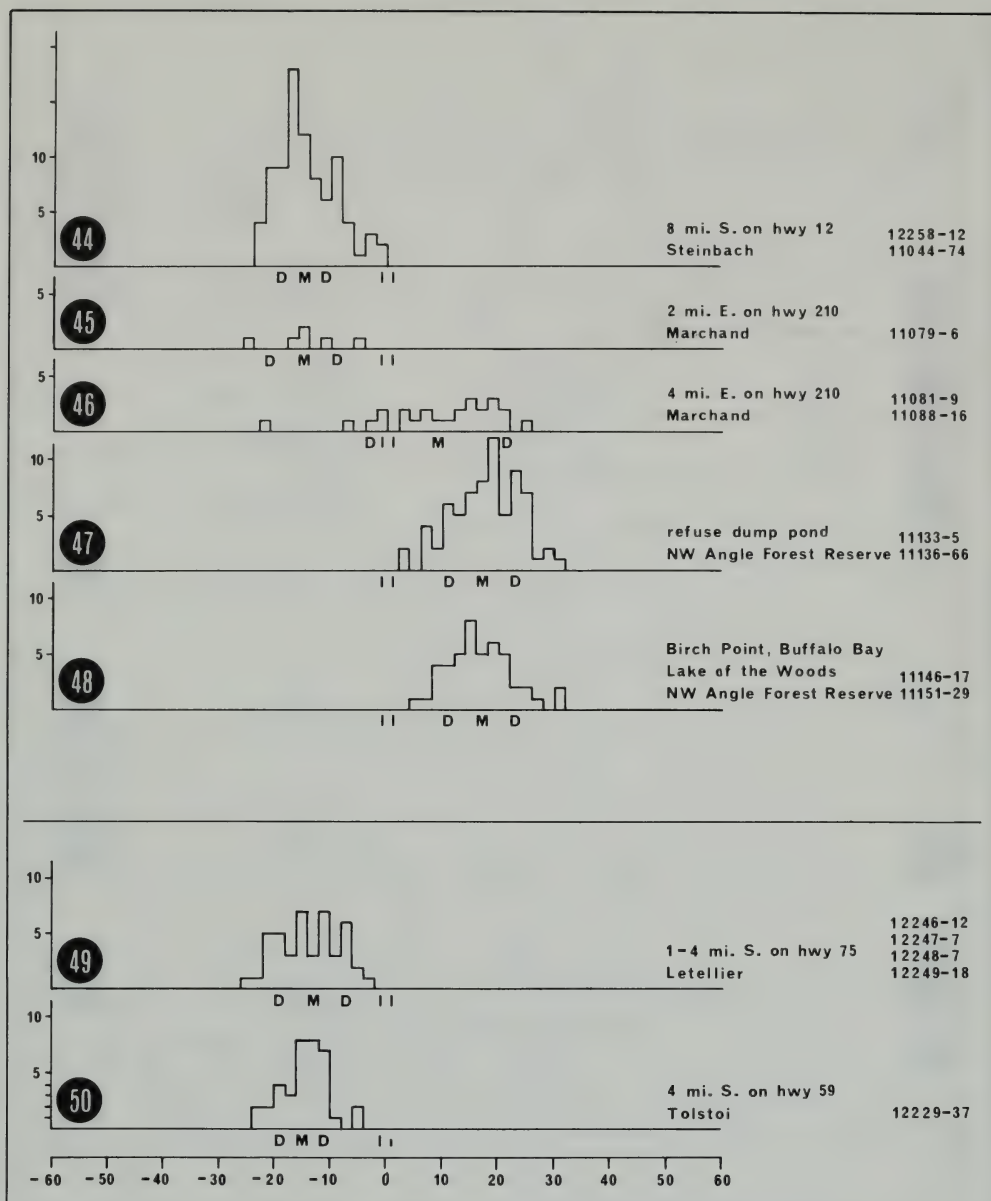 10
5
44
8 mi. S. on hwy 12 12258-12
Steinbach 11044-74
D M D I I
5
45
2 mi. E. on hwy 210
Marchand 11079-6
D M D I I
5
46
4 mi. E. on hwy 210 11081-9
Marchand 11088-16
D I I M D
10
5
47
refuse dump pond 11133-5
NW Angle Forest Reserve 11136-66
I I D M D
10
5
48
Birch Point, Buffalo Bay
Lake of the Woods 11146-17
NW Angle Forest Reserve 11151-29
I I D M D
10
5
49
12246-12
12247-7
1-4 mi. S. on hwy 75 12248-7
Letellier 12249-18
D M D I I
10
5
50
4 mi. S. on hwy 59
Tolstoi 12229-37
D M D I I
-60 -50 -40 -30 -20 -10 0 10 20 30 40 50 60